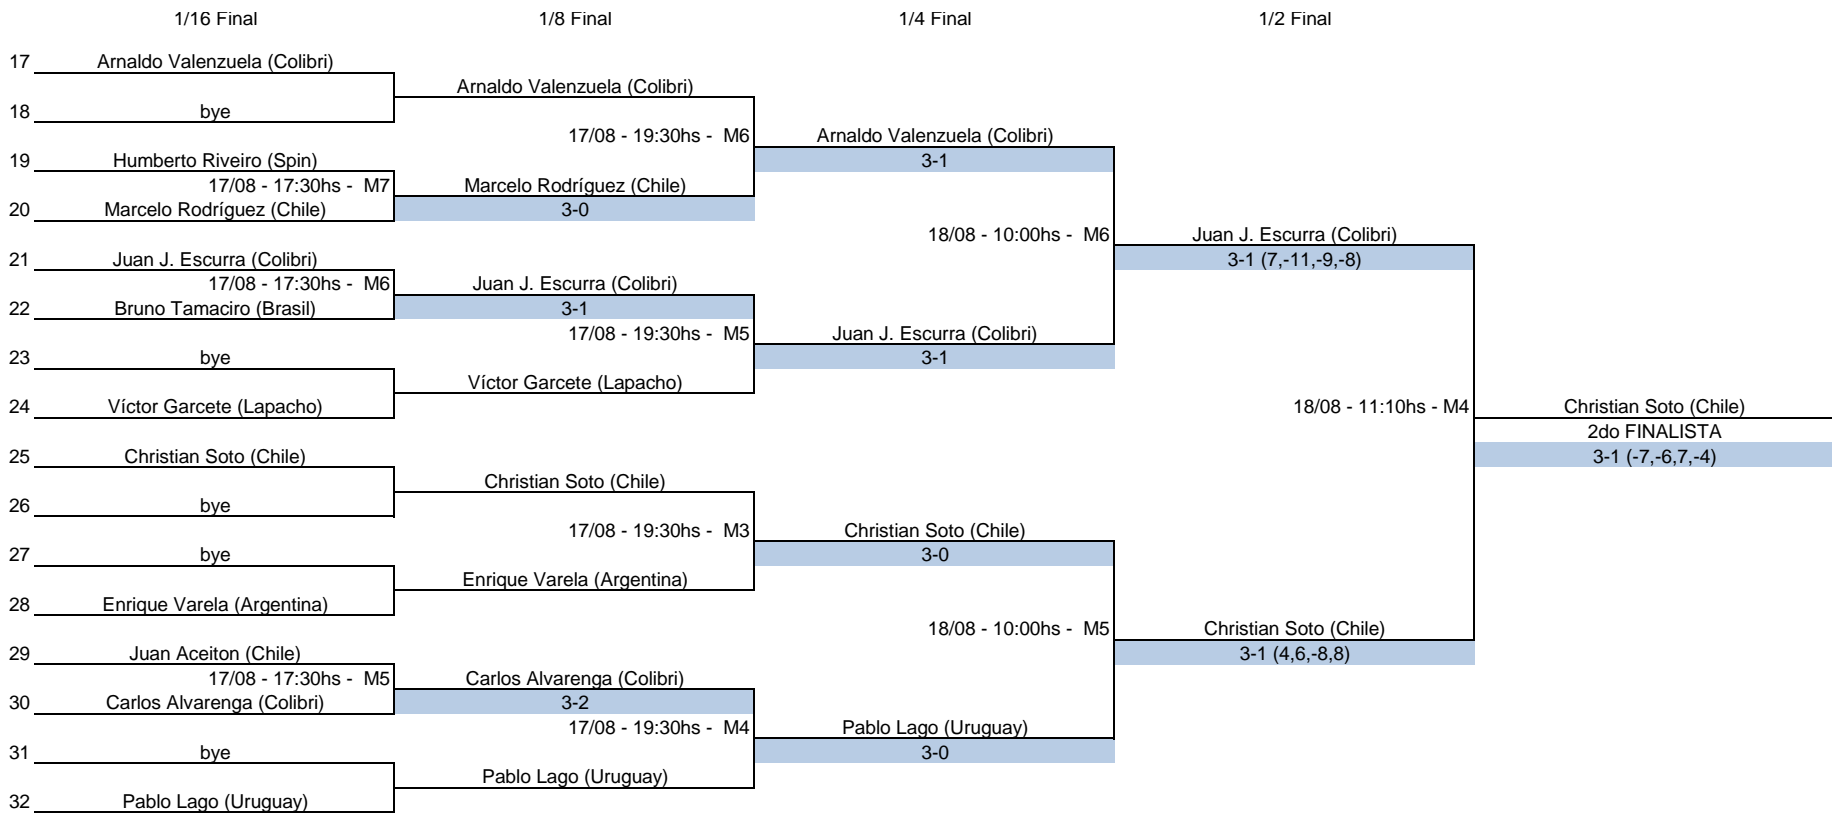 1/16 Final 1/8 Final 1/4 Final 1/2 Final
17 Arnaldo Valenzuela (Colibri)
Arnaldo Valenzuela (Colibri)
18 bye
17/08 - 19:30hs - M6 Arnaldo Valenzuela (Colibri)
19 Humberto Riveiro (Spin) 3-1
17/08 - 17:30hs - M7 Marcelo Rodríguez (Chile)
20 Marcelo Rodríguez (Chile) 3-0
18/08 - 10:00hs - M6 Juan J. Escurra (Colibri)
21 Juan J. Escurra (Colibri) 3-1 (7,-11,-9,-8)
17/08 - 17:30hs - M6 Juan J. Escurra (Colibri)
22 Bruno Tamaciro (Brasil) 3-1
17/08 - 19:30hs - M5 Juan J. Escurra (Colibri)
23 bye 3-1
Víctor Garcete (Lapacho)
24 Víctor Garcete (Lapacho) 18/08 - 11:10hs - M4 Christian Soto (Chile)
2do FINALISTA
25 Christian Soto (Chile) 3-1 (-7,-6,7,-4)
Christian Soto (Chile)
26 bye
17/08 - 19:30hs - M3 Christian Soto (Chile)
27 bye 3-0
Enrique Varela (Argentina)
28 Enrique Varela (Argentina)
18/08 - 10:00hs - M5 Christian Soto (Chile)
29 Juan Aceiton (Chile) 3-1 (4,6,-8,8)
17/08 - 17:30hs - M5 Carlos Alvarenga (Colibri)
30 Carlos Alvarenga (Colibri) 3-2
17/08 - 19:30hs - M4 Pablo Lago (Uruguay)
31 bye 3-0
Pablo Lago (Uruguay)
32 Pablo Lago (Uruguay)